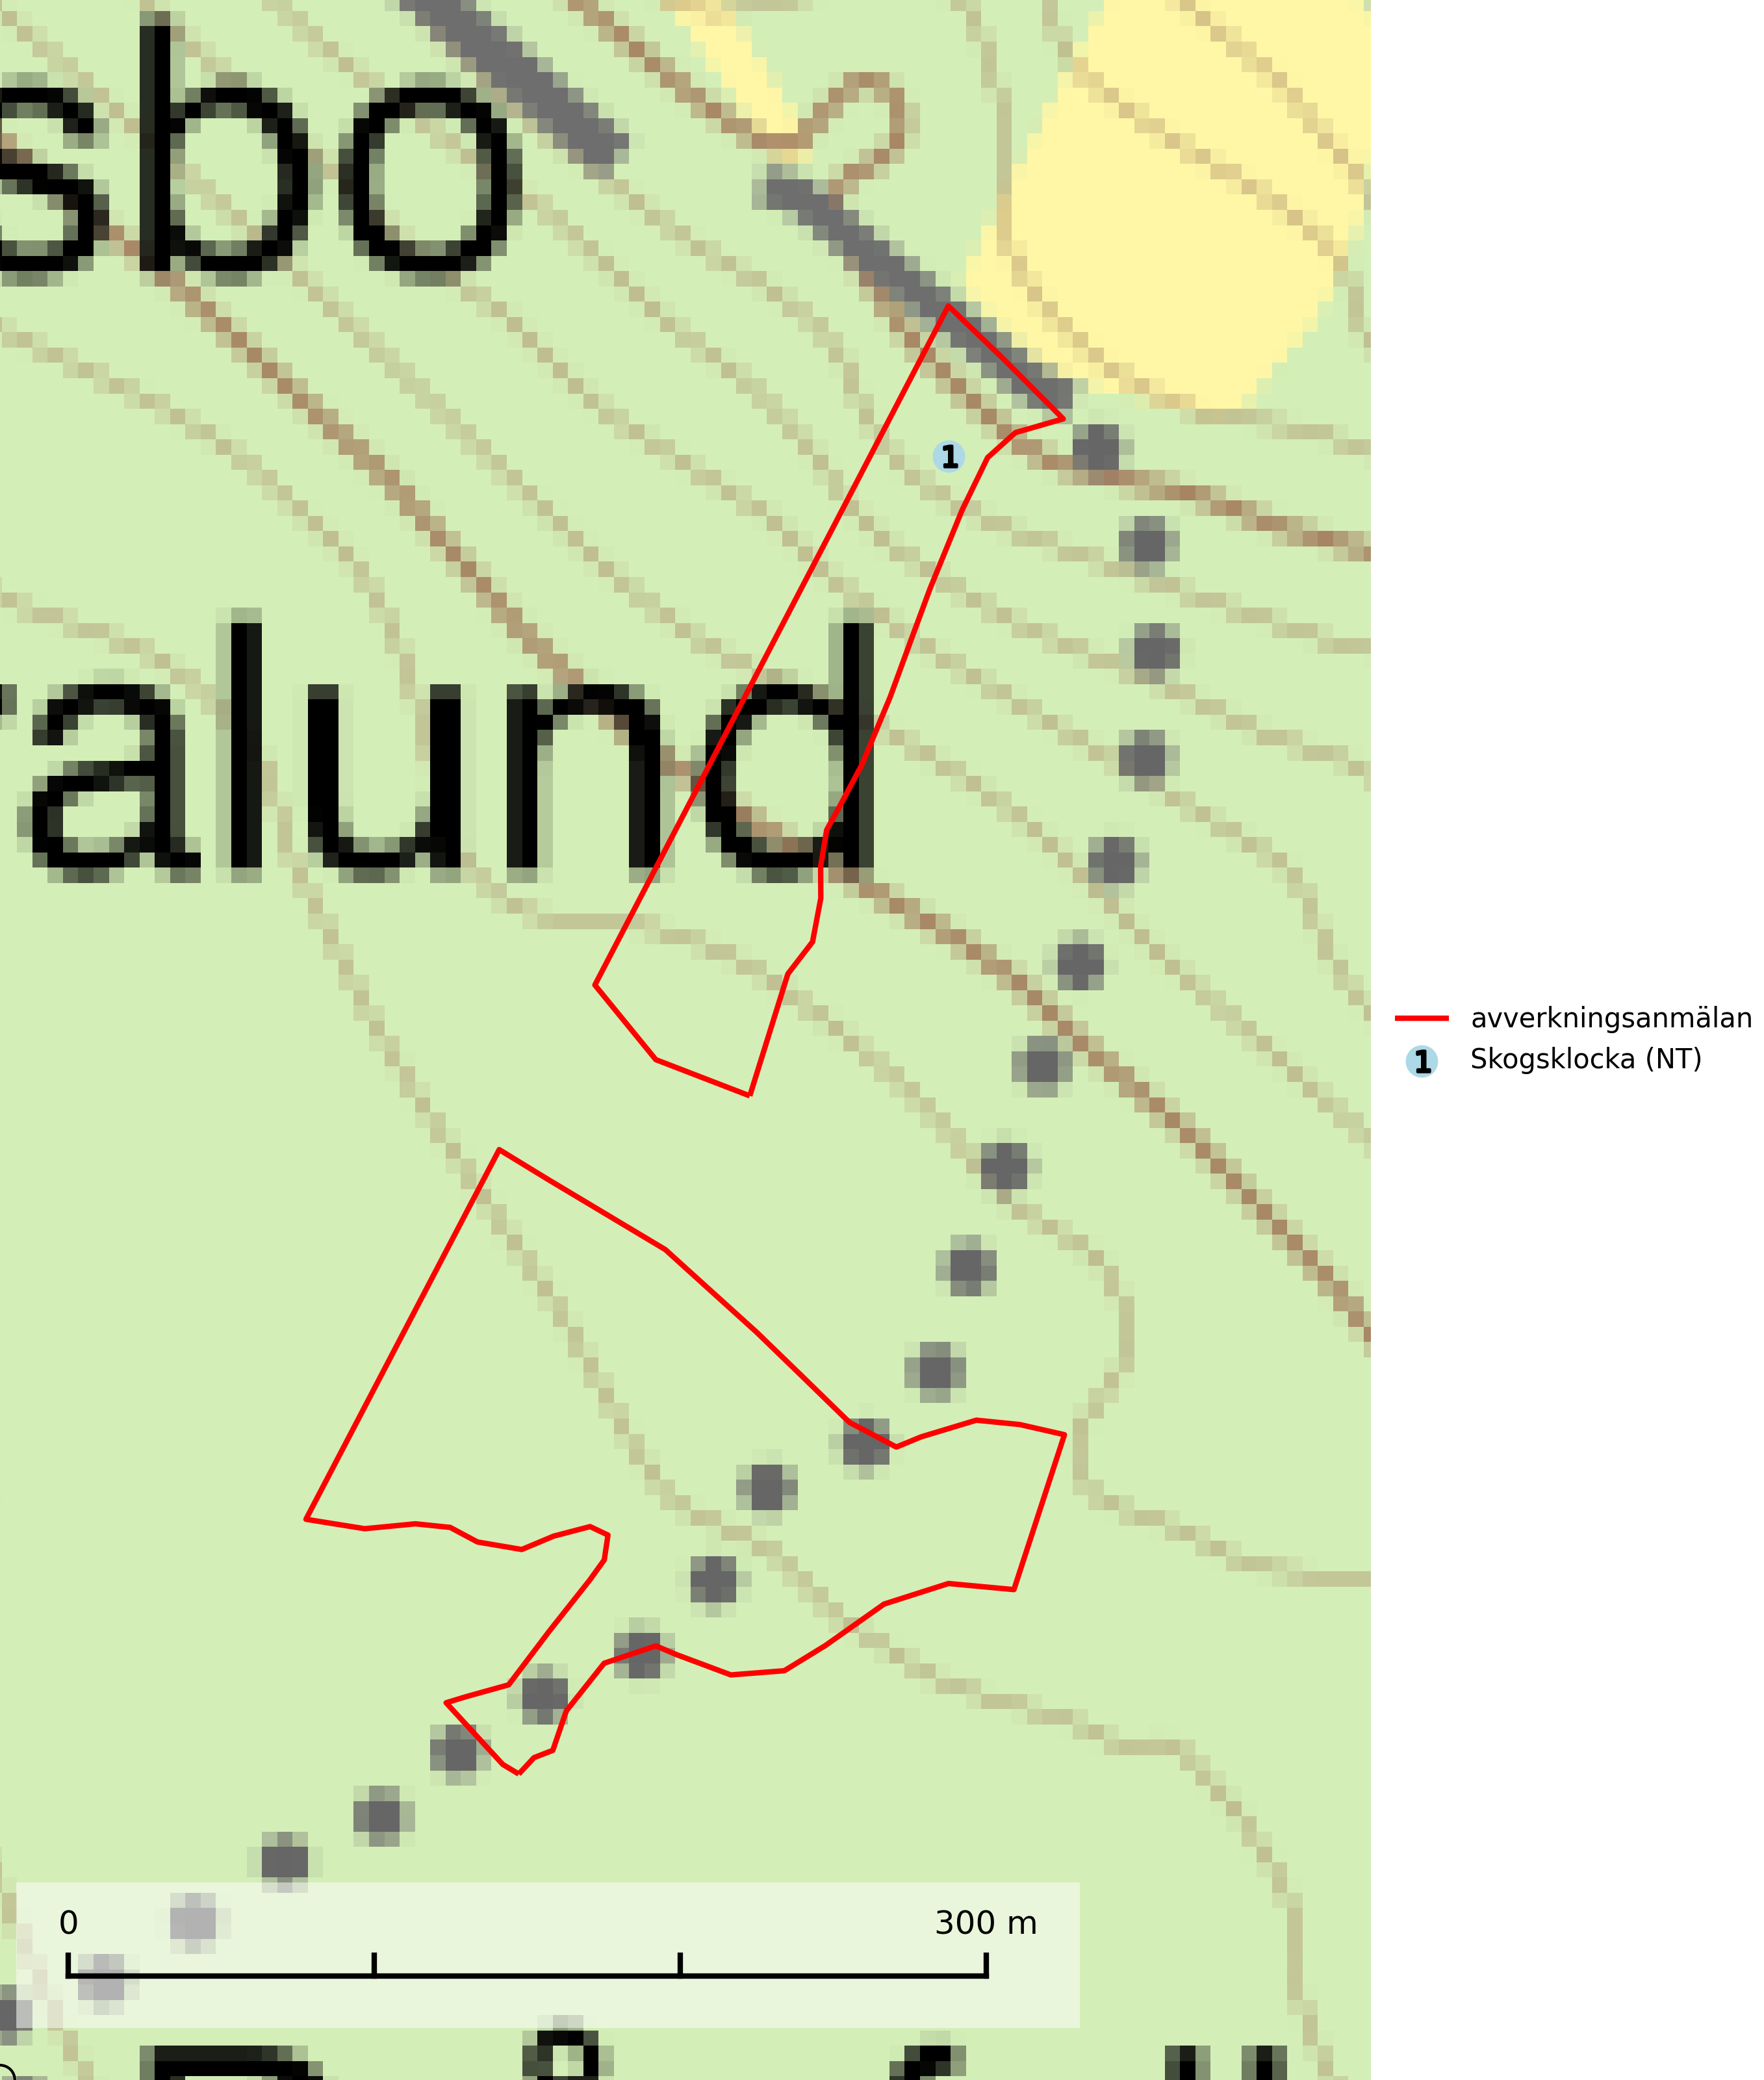 sbo
1
alund
avverkningsanmälan
1 Skogsklocka (NT)
0 300 m